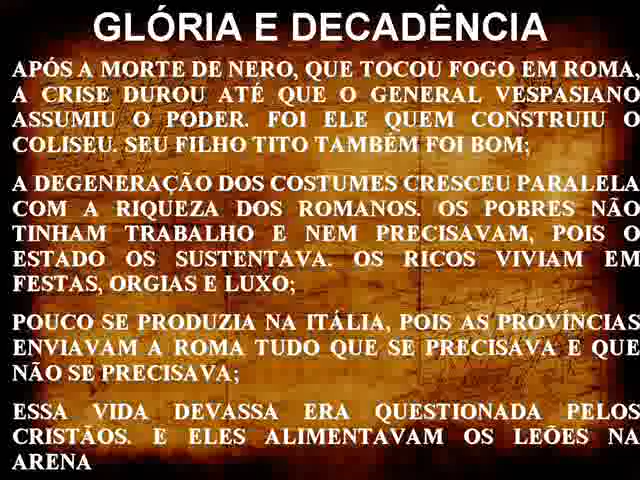 GLÓRIA E DECADÊNCIA
APÓS A MORTE DE NERO, QUE TOCOU FOGO EM ROMA,
A CRISE DUROU ATÉ QUE O GENERAL VESPASIANO
ASSUMIU O PODER. FOI ELE QUEM CONSTRUIU O
COLISEU. SEU FILHO TITO TAMBÉM FOI BOM;
A DEGENERAÇÃO DOS COSTUMES CRESCEU PARALELA
COM A RIQUEZA DOS ROMANOS. OS POBRES NÃO
TINHAM TRABALHO E NEM PRECISAVAM, POIS O
ESTADO OS SUSTENTAVA. OS RICOS VIVIAM EM
FESTAS, ORGIAS E LUXO;
POUCO SE PRODUZIA NA ITÁLIA, POIS AS PROVÍNCIAS
ENVIAVAM A ROMA TUDO QUE SE PRECISAVA E QUE
NÃO SE PRECISAVA;
ESSA VIDA DEVASSA ERA QUESTIONADA PELOS
CRISTÃOS. E ELES ALIMENTAVAM OS LEÕES NA
ARENA